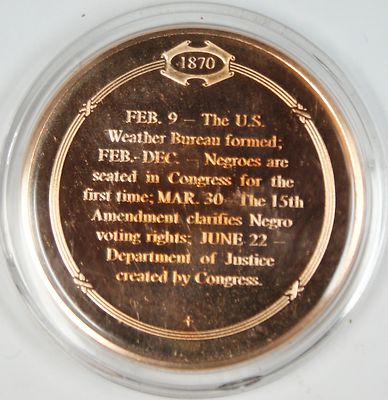 1870
FEB. 9 – The U.S.
Weather Bureau formed;
FEB.-DEC. – Negroes are
seated in Congress for the
first time; MAR. 30– The 15th
Amendment clarifies Negro
voting rights; JUNE 22 –
Department of Justice
created by Congress.